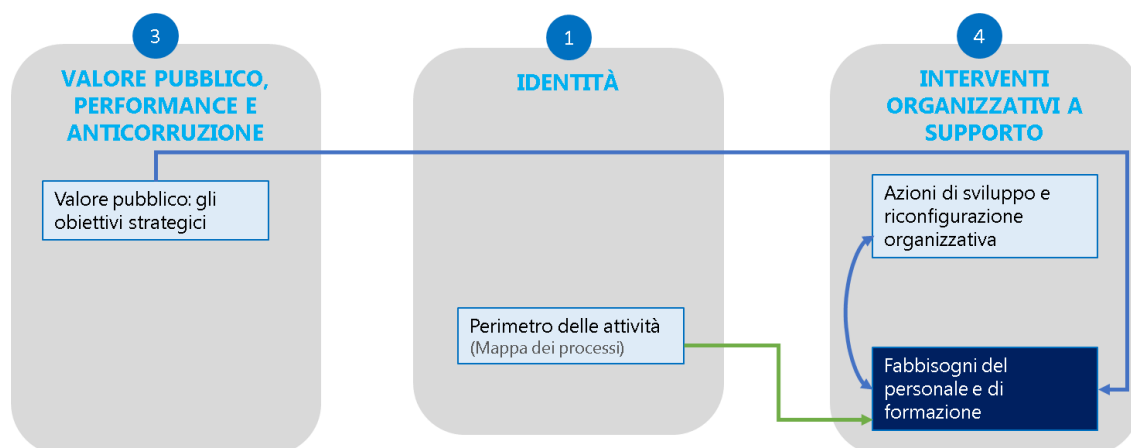 3
VALORE PUBBLICO,
PERFORMANCE E
ANTICORRUZIONE
Valore pubblico: gli
obiettivi strategici
1
IDENTITÀ
Perimetro delle attività
(Mappa dei processi)
4
INTERVENTI
ORGANIZZATIVI A
SUPPORTO
Azioni di sviluppo e
riconfigurazione
organizzativa
Fabbisogni del
personale e di
formazione